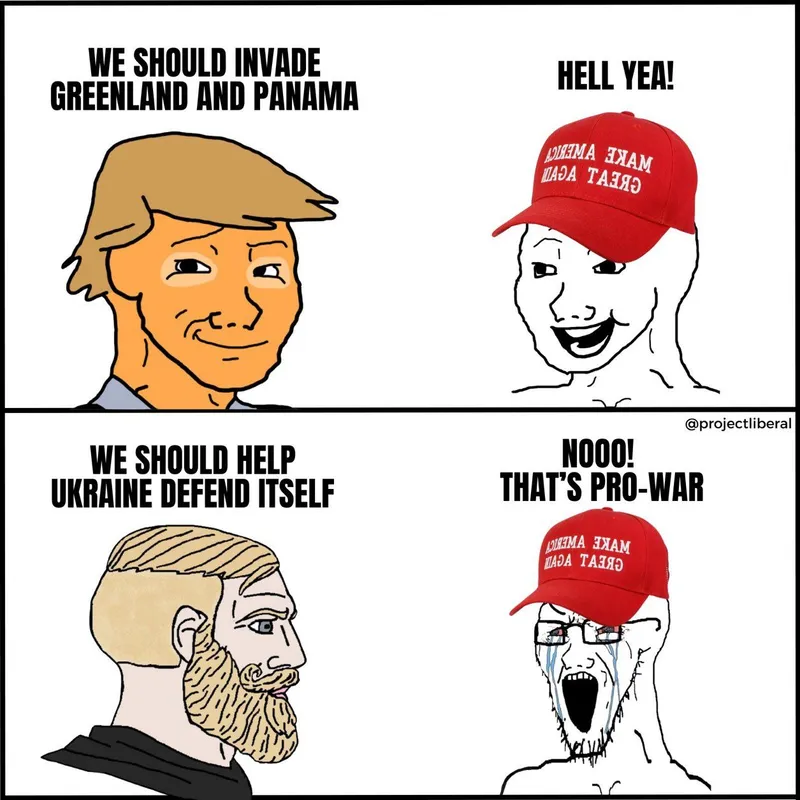 WE SHOULD INVADE
GREENLAND AND PANAMA
HELL YEA!
MAKE AMERICA
GREAT AGAIN
@projectliberal
WE SHOULD HELP
UKRAINE DEFEND ITSELF
NOOO!
THAT'S PRO-WAR
MAKE AMERICA
GREAT AGAIN